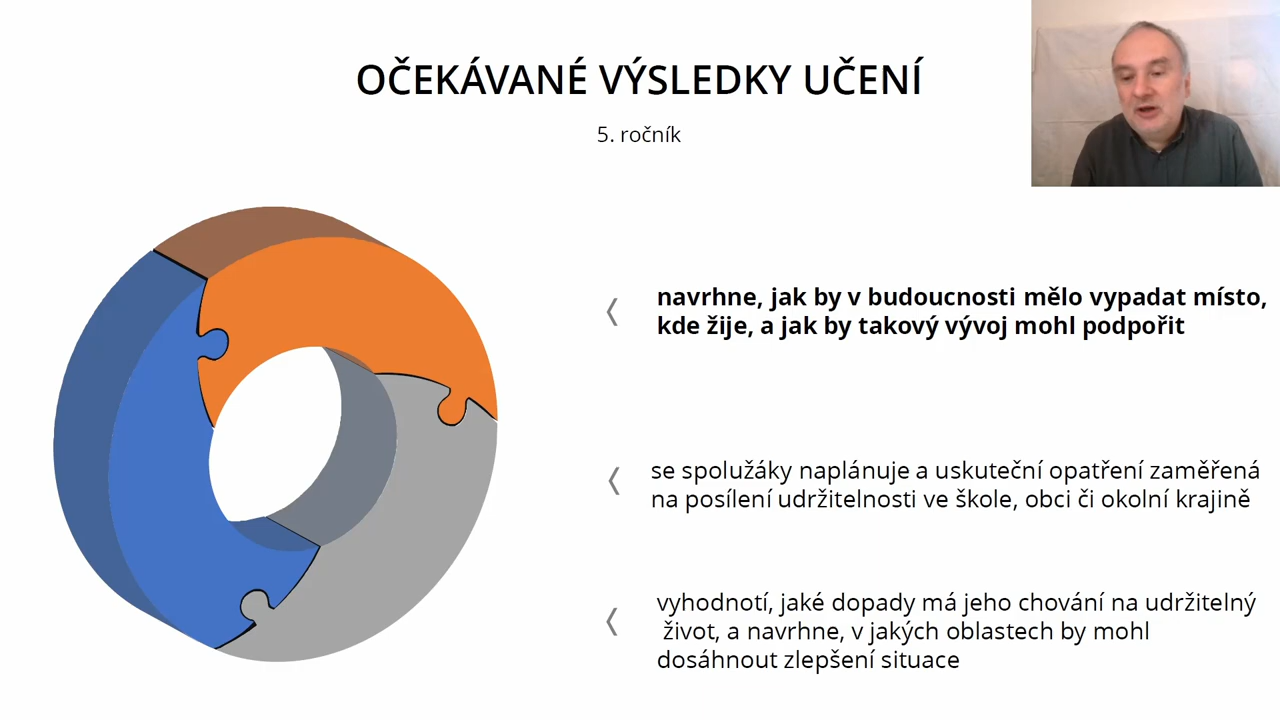 OČEKÁVANÉ VÝSLEDKY UČENÍ
5. ročník
navrhne, jak by v budoucnosti mělo vypadat místo,
kde žije, a jak by takový vývoj mohl podpořit
se spolužáky naplánuje a uskuteční opatření zaměřená
na posílení udržitelnosti ve škole, obci či okolní krajině
vyhodnotí, jaké dopady má jeho chování na udržitelný
život, a navrhne, v jakých oblastech by mohl
dosáhnout zlepšení situace